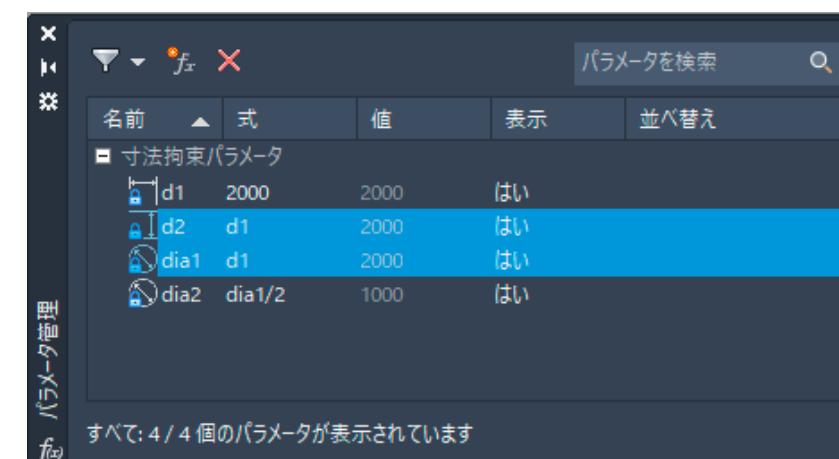 fx
パラメータを検索
名前 式 値 表示 並べ替え
寸法拘束パラメータ
d1 2000 2000 はい
d2 d1 2000 はい
dia1 d1 2000 はい
dia2 dia1/2 1000 はい
すべて: 4 / 4 個のパラメータが表示されています
パラメータ管理
f(x)